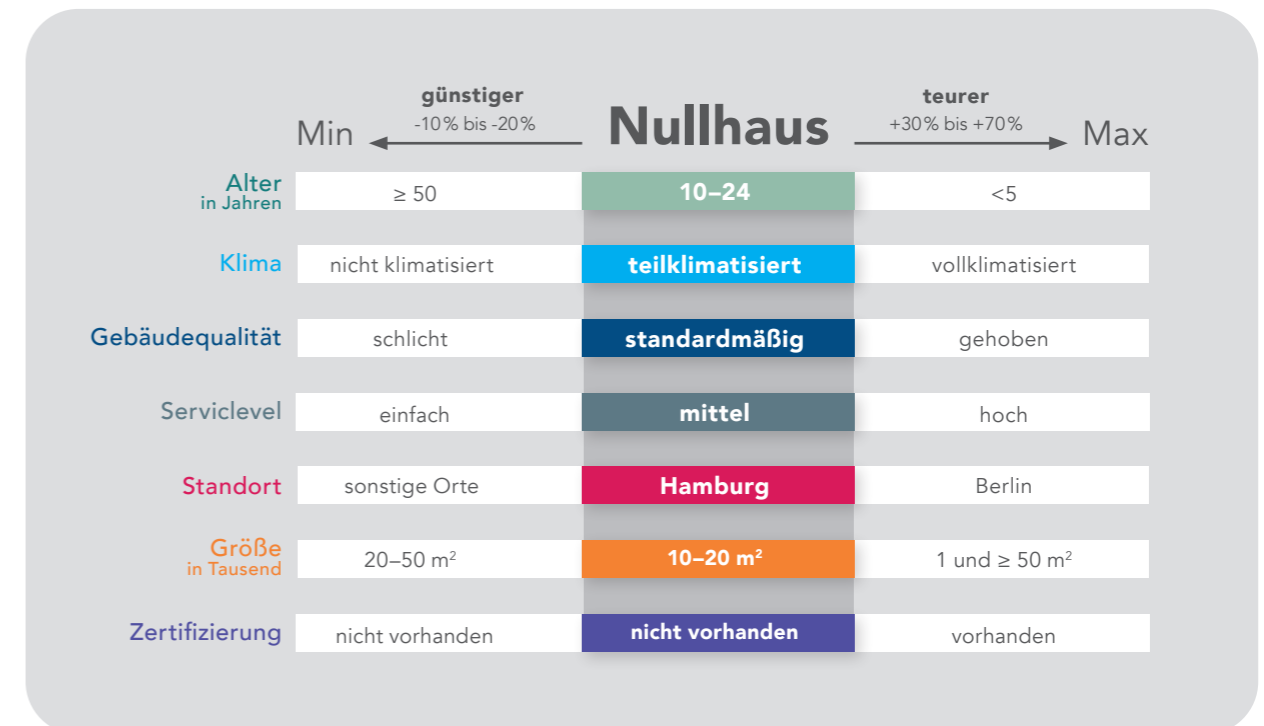 günstiger
teurer
Min -10% bis -20% Nullhaus +30% bis +70% Max
Alter
in Jahren
≥ 50 10–24 <5
Klima nicht klimatisiert teilklimatisiert vollklimatisiert
Gebäudequalität schlicht standardmäßig gehoben
Serviclevel einfach mittel hoch
Standort sonstige Orte Hamburg Berlin
Größe
in Tausend
20–50 m² 10–20 m² 1 und ≥ 50 m²
Zertifizierung nicht vorhanden nicht vorhanden vorhanden